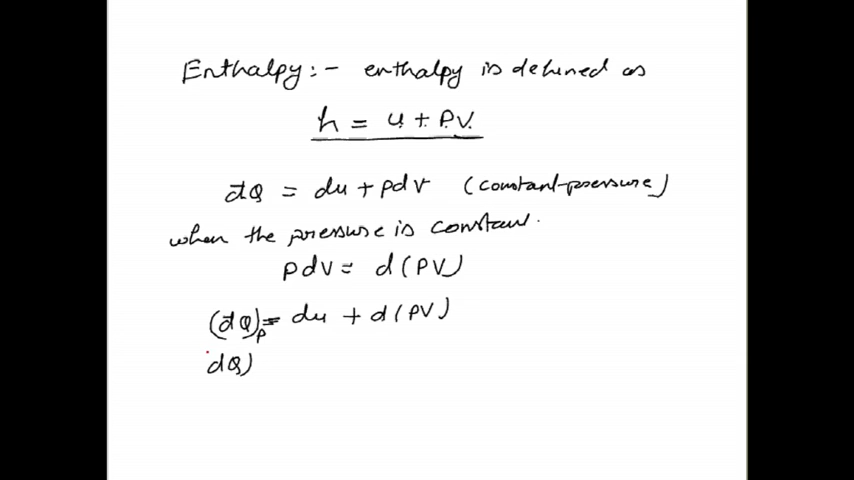 Enthalpy:- enthalpy is defined as
h = u + PV
dQ = du + pdv (constant-pressure)
when the pressure is constant.
pdv = d(PV)
(dQ)p = du + d(PV)
dQ)